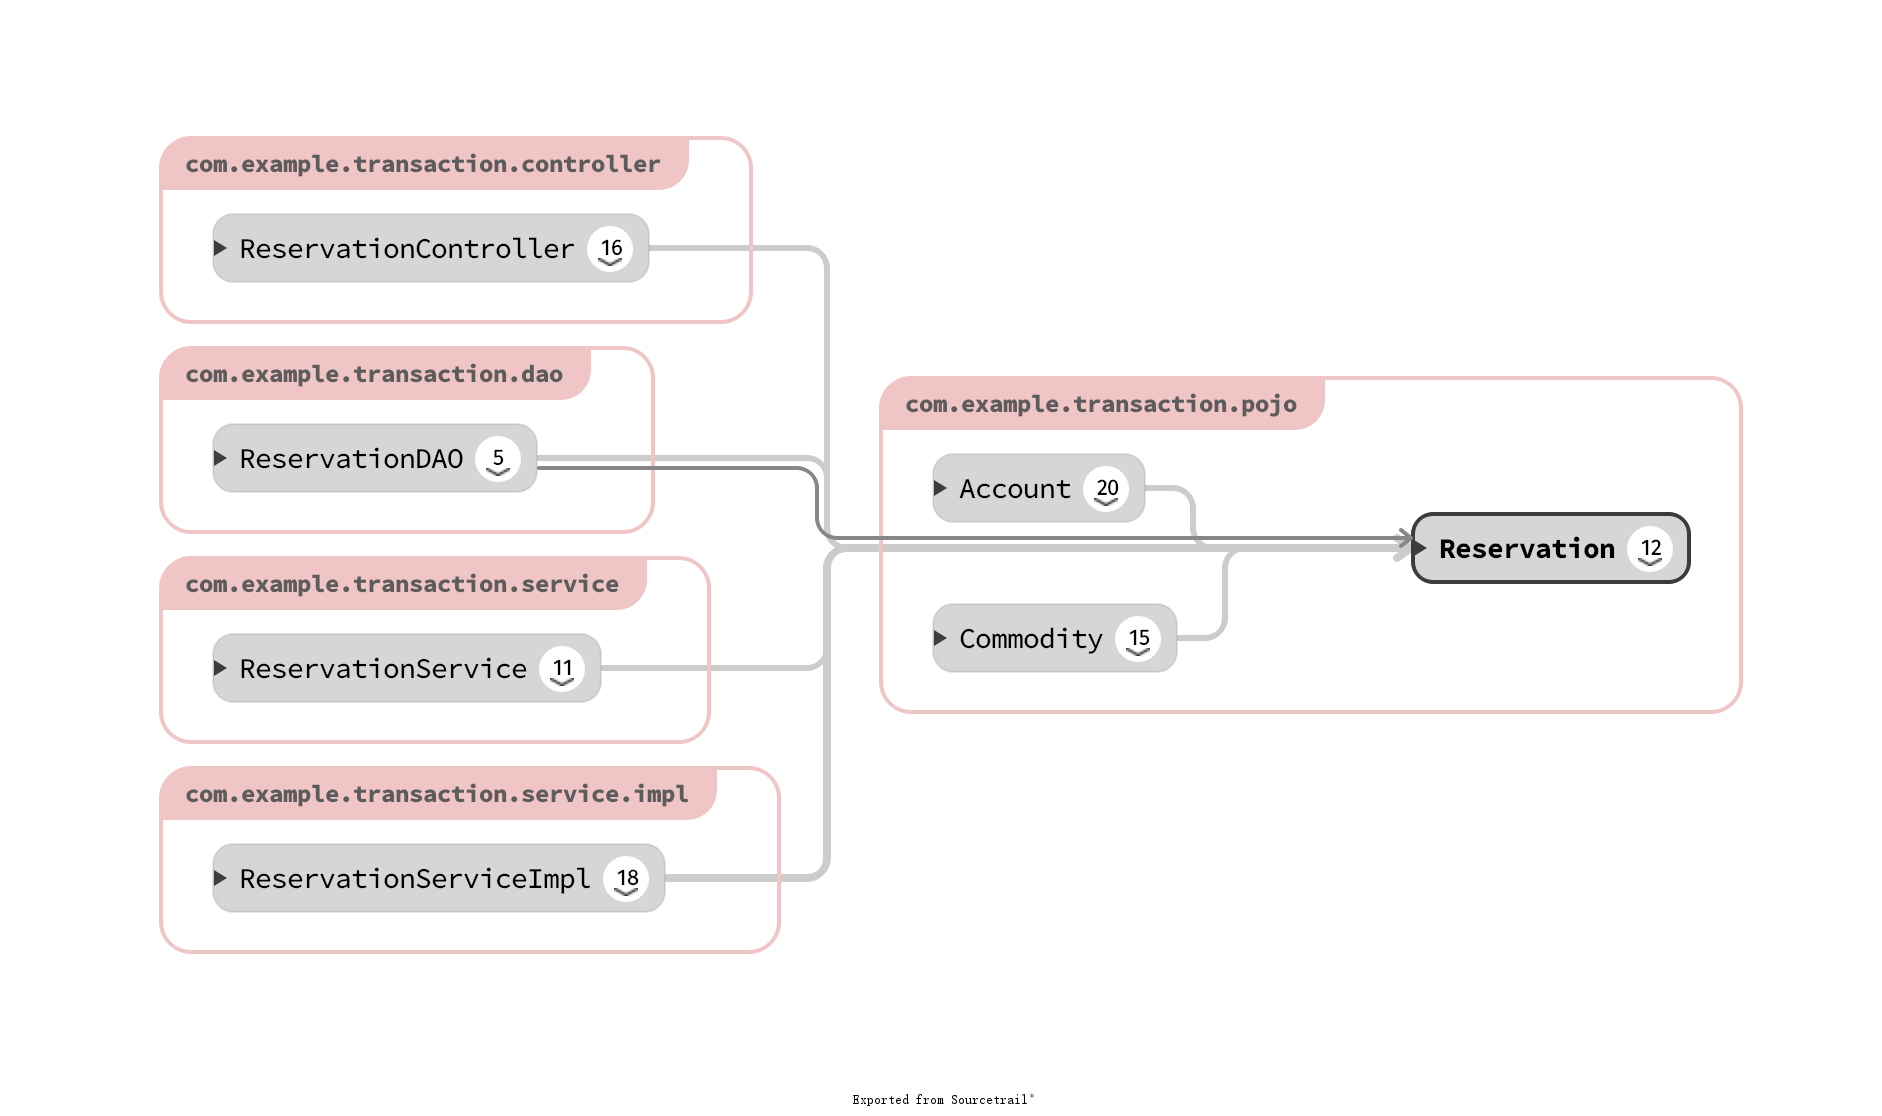 com.example.transaction.controller
ReservationController 16
com.example.transaction.dao
ReservationDAO 5
com.example.transaction.service
ReservationService 11
com.example.transaction.service.impl
ReservationServiceImpl 18
com.example.transaction.pojo
Account 20
Reservation 12
Commodity 15
Exported from Sourcetrail®